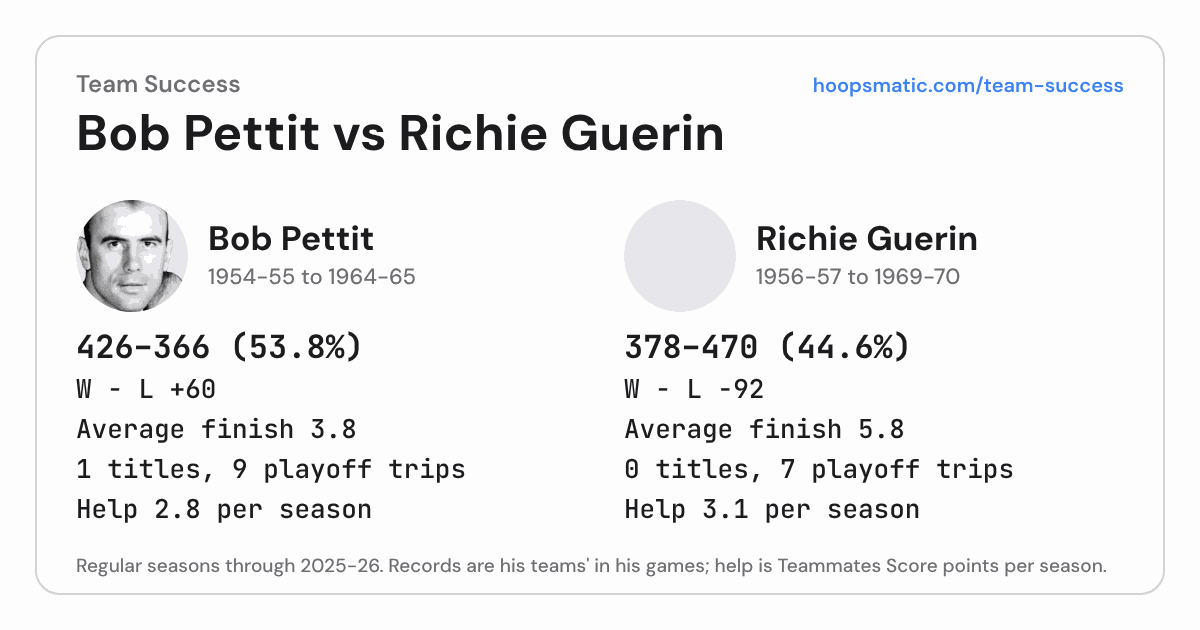 Team Success
hoopsmatic.com/team-success
Bob Pettit vs Richie Guerin
Bob Pettit
1954-55 to 1964-65
426-366 (53.8%)
W - L +60
Average finish 3.8
1 titles, 9 playoff trips
Help 2.8 per season
Richie Guerin
1956-57 to 1969-70
378-470 (44.6%)
W - L -92
Average finish 5.8
0 titles, 7 playoff trips
Help 3.1 per season
Regular seasons through 2025-26. Records are his teams' in his games; help is Teammates Score points per season.